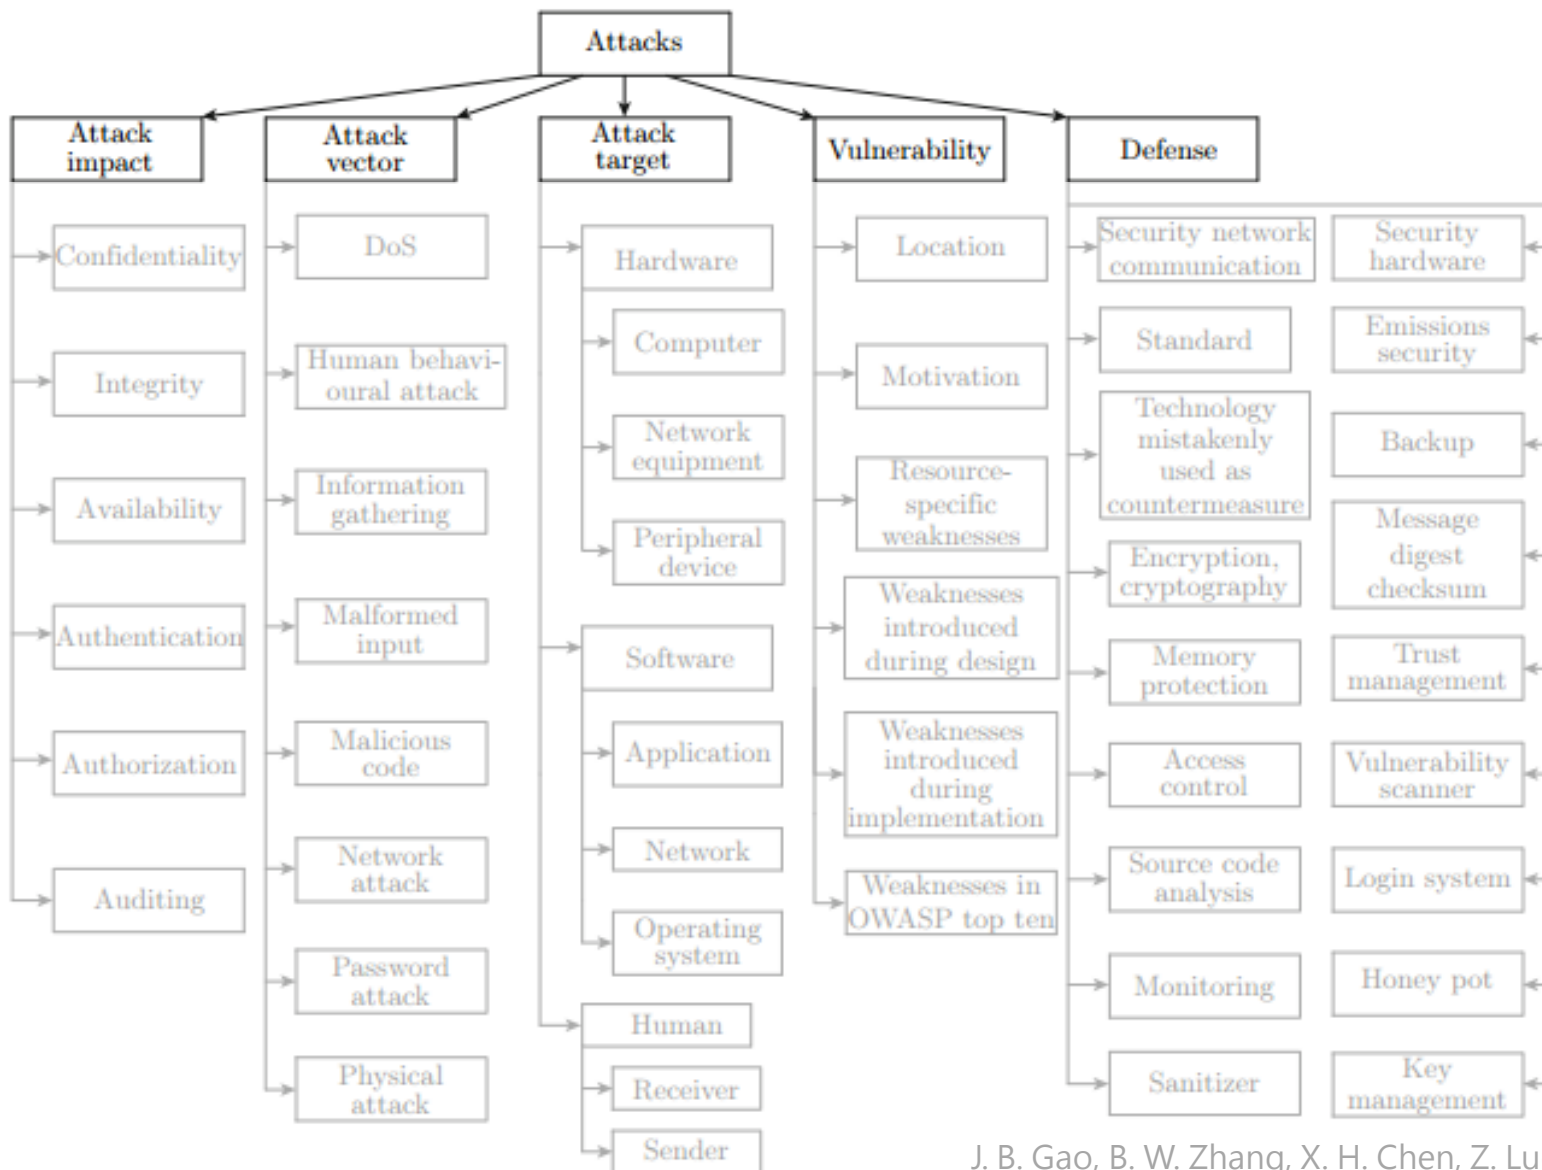 Attacks
Attack
impact
Attack
vector
Attack
target
Vulnerability
Defense
Confidentiality
Integrity
Availability
Authentication
Authorization
Auditing
DoS
Human behavi-
oural attack
Information
gathering
Malformed
input
Malicious
code
Network
attack
Password
attack
Physical
attack
Hardware
Computer
Network
equipment
Peripheral
device
Software
Application
Network
Operating
system
Human
Receiver
Sender
Location
Motivation
Resource-
specific
weaknesses
Weaknesses
introduced
during design
Weaknesses
introduced
during
implementation
Weaknesses in
OWASP top ten
Security network
communication
Standard
Technology
mistakenly
used as
countermeasure
Encryption,
cryptography
Memory
protection
Access
control
Source code
analysis
Monitoring
Sanitizer
Security
hardware
Emissions
security
Backup
Message
digest
checksum
Trust
management
Vulnerability
scanner
Login system
Honey pot
Key
management
J. B. Gao, B. W. Zhang, X. H. Chen, Z. Lu